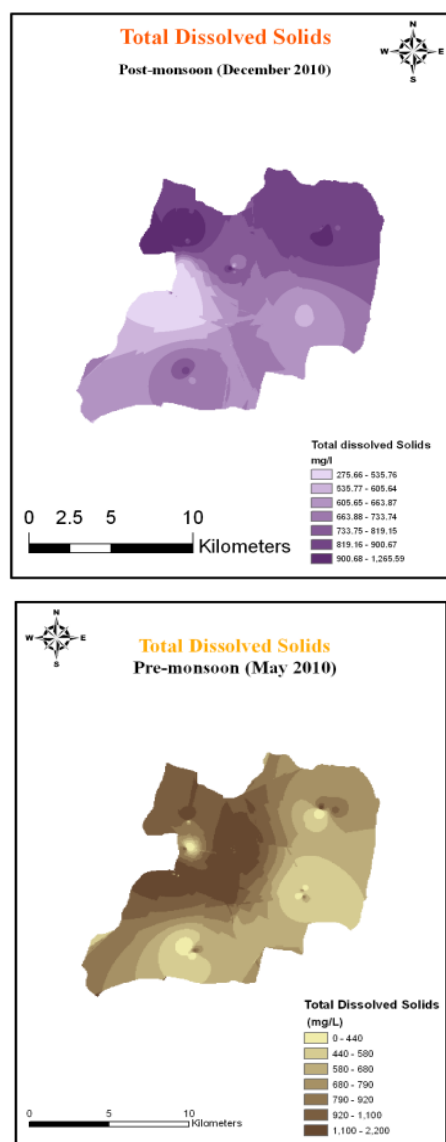 Total Dissolved Solids
Post-monsoon (December 2010)
N
W E
S
Total dissolved Solids
mg/l
275.66 - 535.76
535.77 - 605.64
605.65 - 663.87
663.88 - 733.74
733.75 - 819.15
819.16 - 900.67
900.68 - 1,265.59
0 2.5 5 10
Kilometers
N
W E
S
Total Dissolved Solids
Pre-monsoon (May 2010)
Total Dissolved Solids
(mg/L)
0 - 440
440 - 580
580 - 680
680 - 790
790 - 920
920 - 1,100
1,100 - 2,200
0 5 10
Kilometers